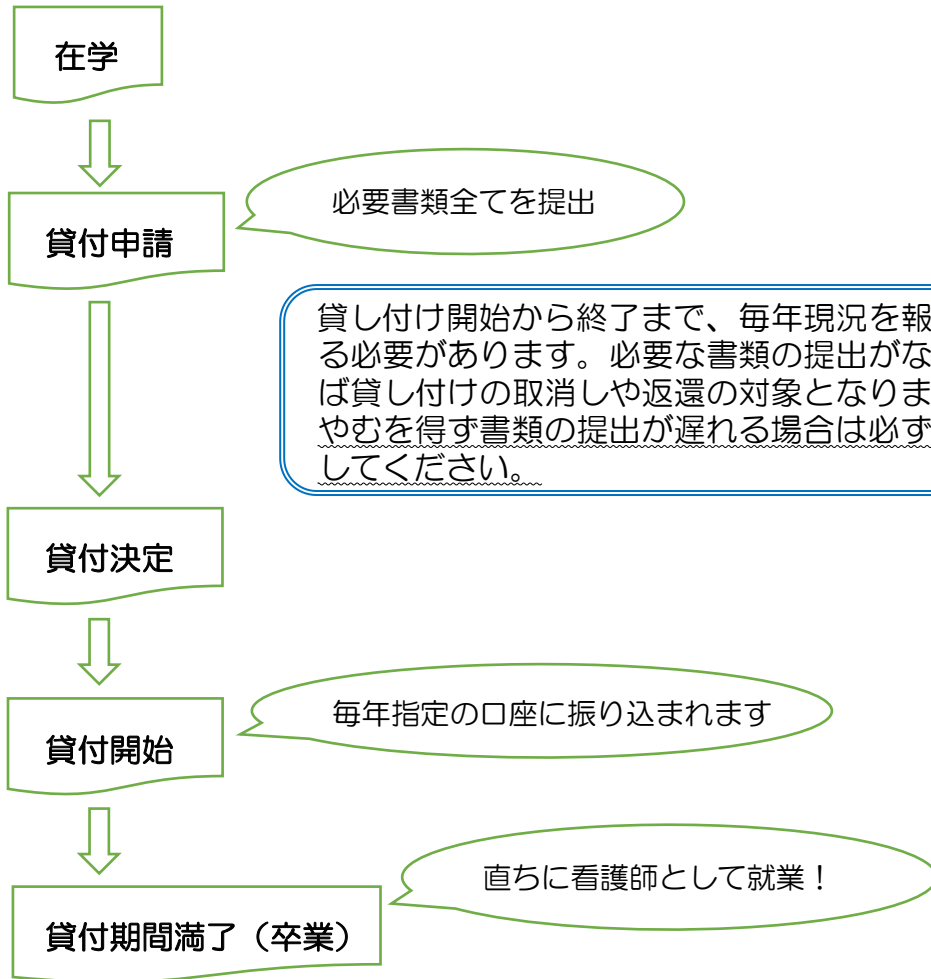 在学
貸付申請
必要書類全てを提出
貸し付け開始から終了まで、毎年現況を報
る必要があります。必要な書類の提出がな
ば貸し付けの取消しや返還の対象となりま
やむを得ず書類の提出が遅れる場合は必ず
してください。
貸付決定
貸付開始
毎年指定の口座に振り込まれます
直ちに看護師として就業！
貸付期間満了（卒業）